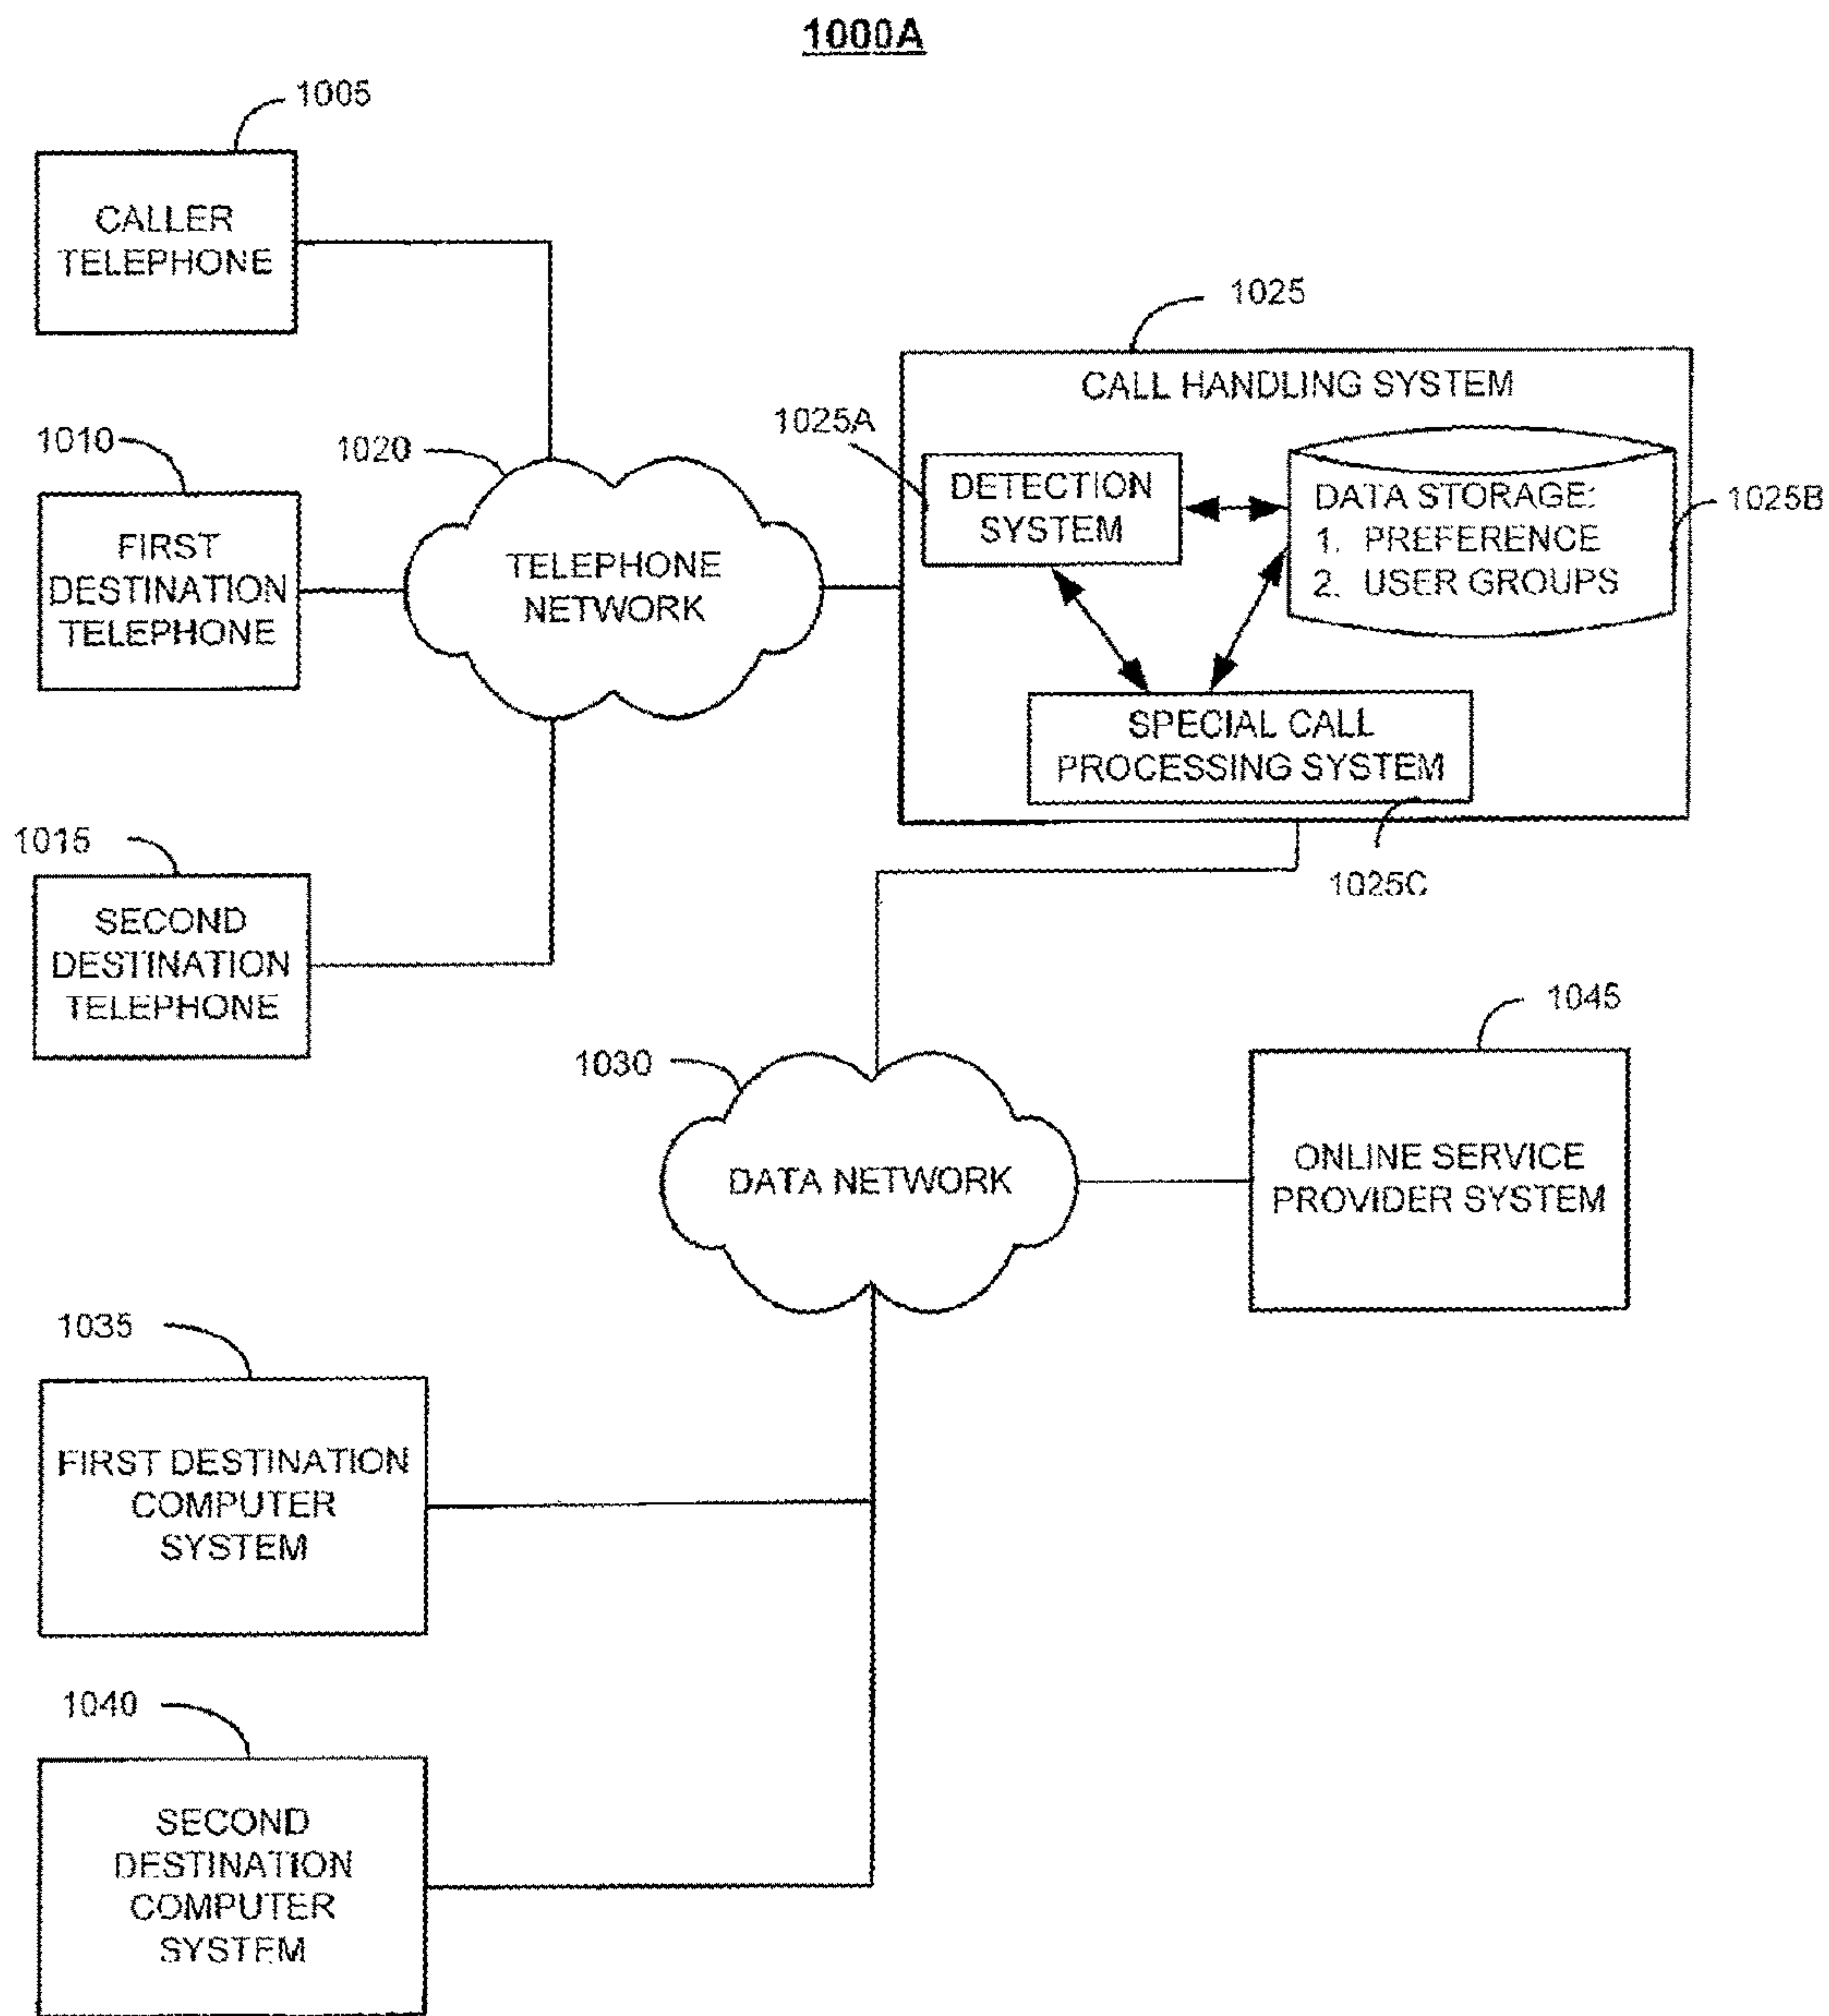 1000A
1005
CALLER
TELEPHONE
1025
CALL HANDLING SYSTEM
1025A
DETECTION
SYSTEM
DATA STORAGE:
1. PREFERENCE
2. USER GROUPS
1025B
1010
FIRST
DESTINATION
TELEPHONE
1020
TELEPHONE
NETWORK
SPECIAL CALL
PROCESSING SYSTEM
1025C
1015
SECOND
DESTINATION
TELEPHONE
1030
DATA NETWORK
1045
ONLINE SERVICE
PROVIDER SYSTEM
1035
FIRST DESTINATION
COMPUTER
SYSTEM
1040
SECOND
DESTINATION
COMPUTER
SYSTEM